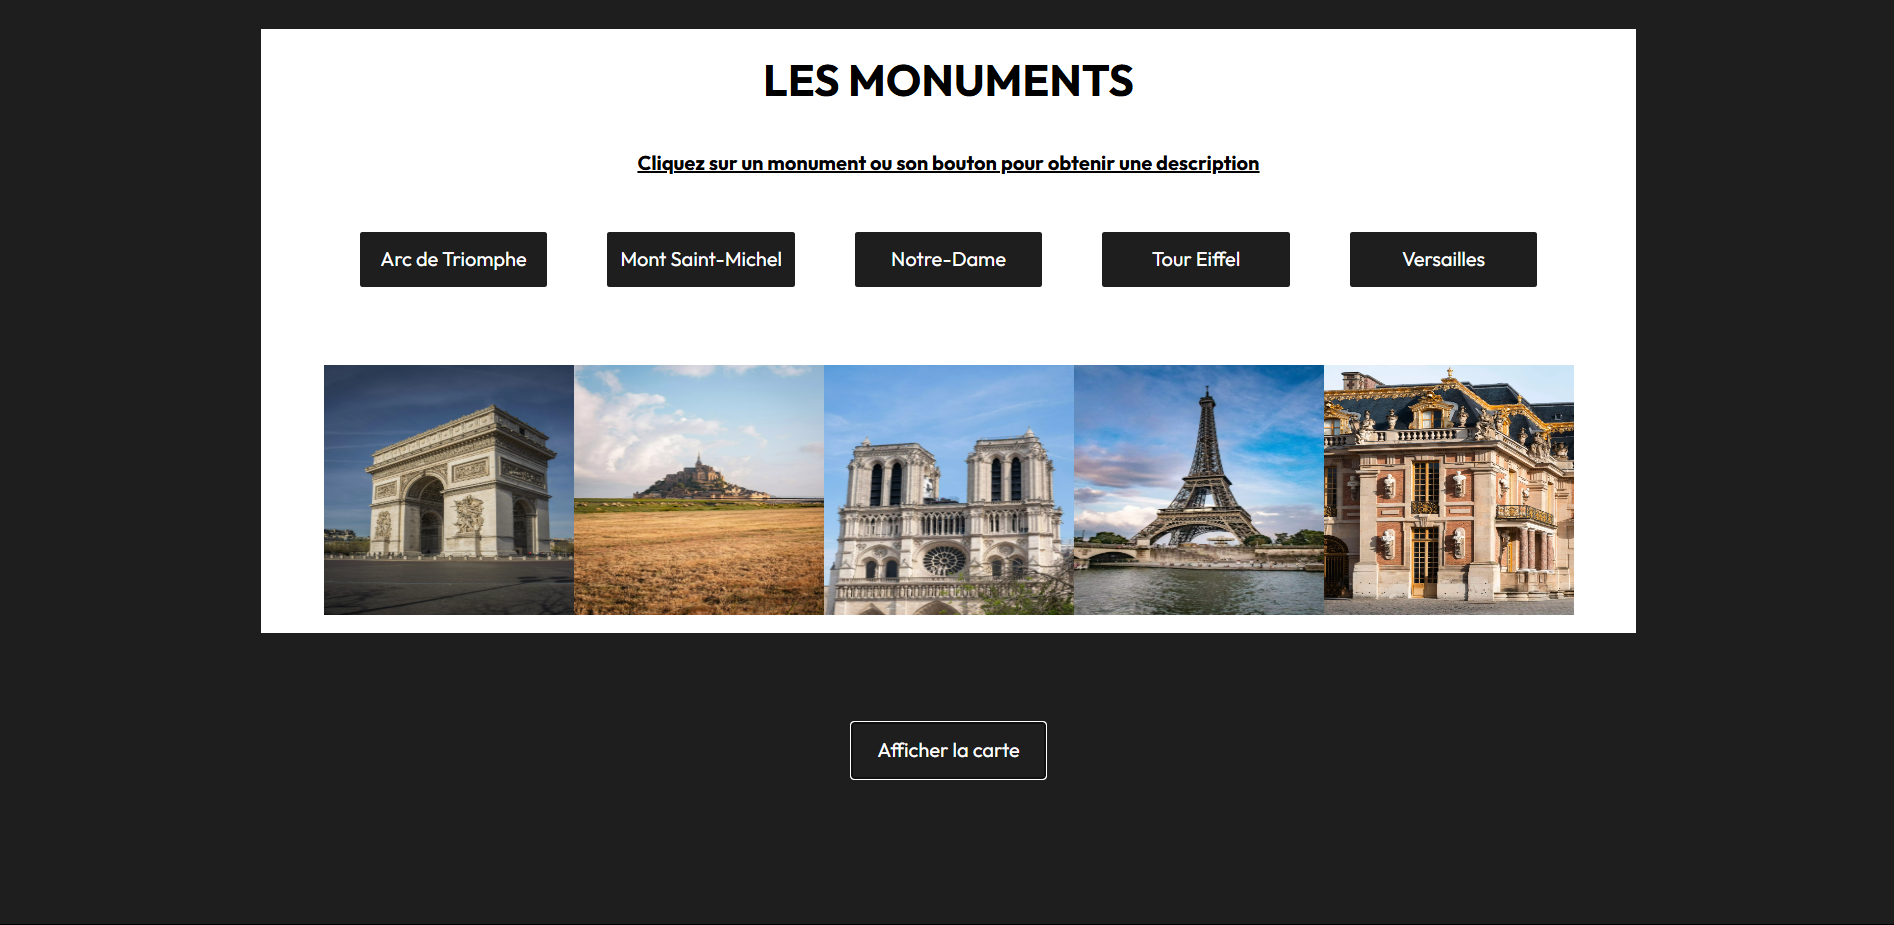 LES MONUMENTS
Cliquez sur un monument ou son bouton pour obtenir une description
Arc de Triomphe
Mont Saint-Michel
Notre-Dame
Tour Eiffel
Versailles
Afficher la carte